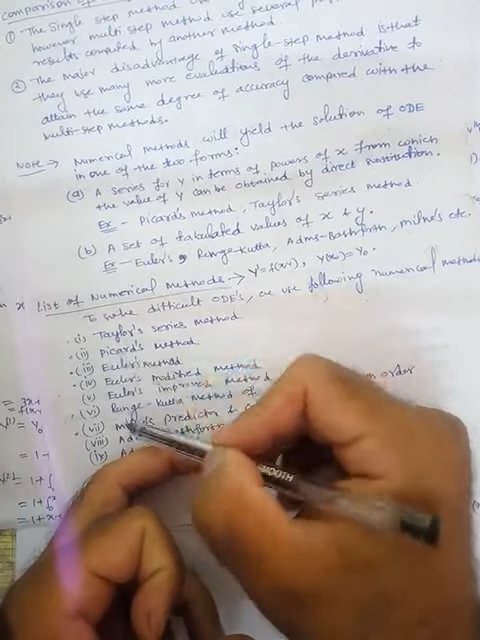 comparison of
① The Single step method use
however multi step method use several
results computed by another method.
② The major disadvantage of single-step method is that
they use many more evaluations of the derivative to
attain the same degree of accuracy compared with the
multi-step methods.
Note → Numerical methods will yield the solution of ODE
in one of the two forms:
(a) A series for y in terms of powers of x from which
the value of y can be obtained by direct
Ex - Picard's method, Taylor's series method.
(b) A set of tabulated values of x & y.
Ex - Euler's, Runge-Kutta, Adms-Bashforth, milne's etc.
List of Numerical Methods → y'=f(x,y), y(x₀)=y₀.
To solve difficult ODE's, we use following numerical methods
(i) Taylor's series method
(ii) Picard's method
(iii) Euler's method
(iv) Euler's modified method
(v) Euler's improved method
(vi) Runge-Kutta method of order
(vii) predictor &
(viii) Ad
(ix)
= 1 -
= 1 + ∫